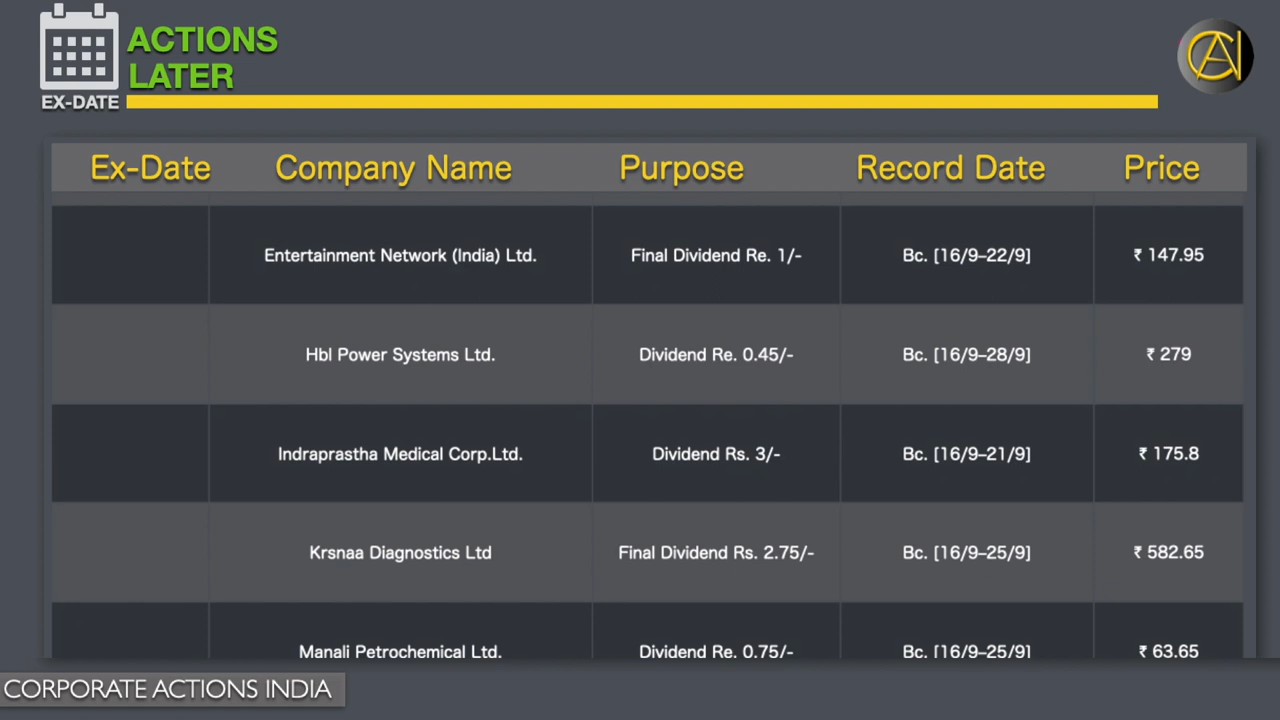 ACTIONS
LATER
EX-DATE
CAI
Ex-Date Company Name Purpose Record Date Price
Entertainment Network (India) Ltd. Final Dividend Re. 1/- Bc. [16/9–22/9] ₹ 147.95
Hbl Power Systems Ltd. Dividend Re. 0.45/- Bc. [16/9–28/9] ₹ 279
Indraprastha Medical Corp.Ltd. Dividend Rs. 3/- Bc. [16/9–21/9] ₹ 175.8
Krsnaa Diagnostics Ltd Final Dividend Rs. 2.75/- Bc. [16/9–25/9] ₹ 582.65
Manali Petrochemical Ltd. Dividend Re. 0.75/- Bc. [16/9–25/9] ₹ 63.65
CORPORATE ACTIONS INDIA